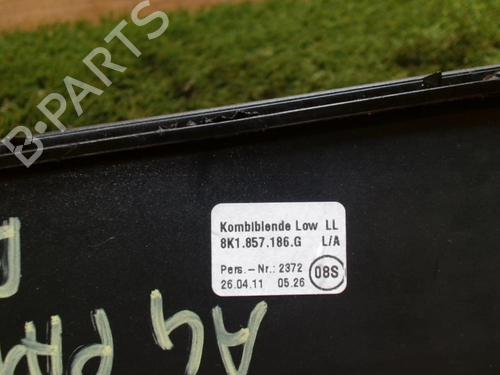 B-PARTS
Kombiblende Low LL
8K1.857.186.G L/A
Pers.-Nr.: 2372
08S
26.04.11 05.26
A4